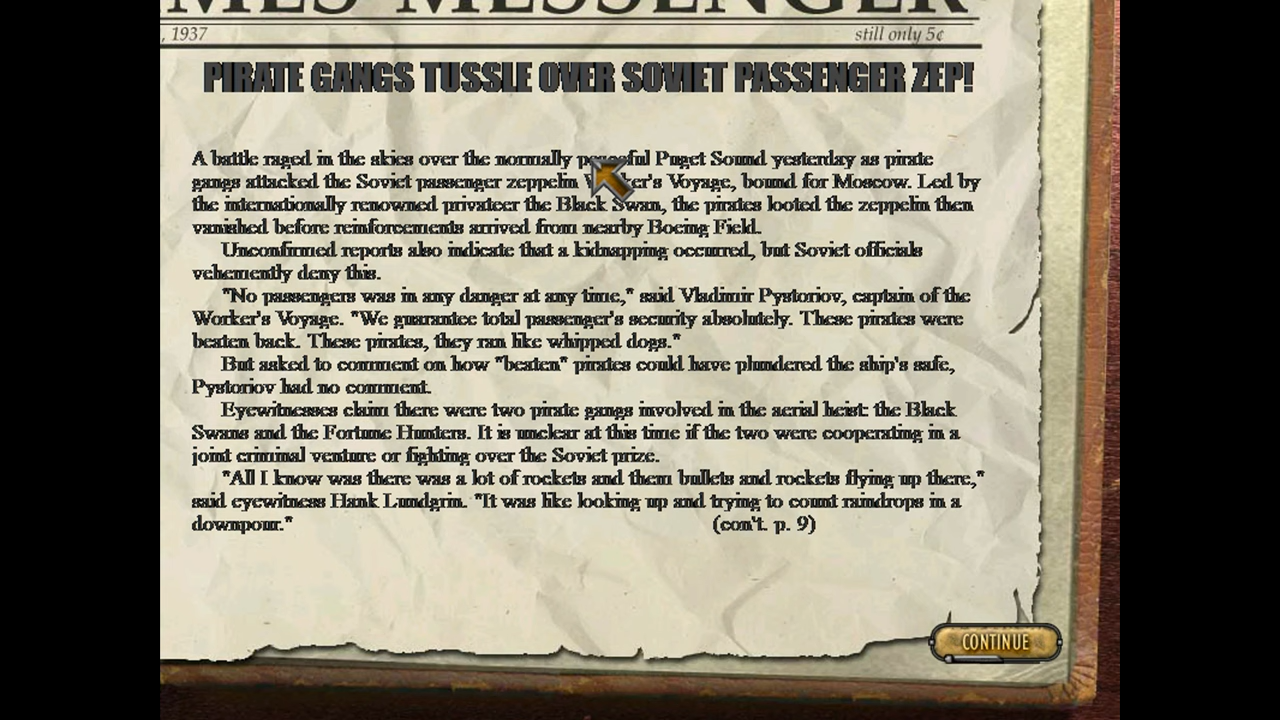 MES MESSENGER
, 1937 still only 5¢
PIRATE GANGS TUSSLE OVER SOVIET PASSENGER ZEP!
A battle raged in the skies over the normally peaceful Puget Sound yesterday as pirate
gangs attacked the Soviet passenger zeppelin Worker's Voyage, bound for Moscow. Led by
the internationally renowned privateer the Black Swan, the pirates looted the zeppelin then
vanished before reinforcements arrived from nearby Boeing Field.
Unconfirmed reports also indicate that a kidnapping occurred, but Soviet officials
vehemently deny this.
"No passengers was in any danger at any time," said Vladimir Pystoriov, captain of the
Worker's Voyage. "We guarantee total passenger's security absolutely. These pirates were
beaten back. These pirates, they ran like whipped dogs."
But asked to comment on how "beaten" pirates could have plundered the ship's safe,
Pystoriov had no comment.
Eyewitnesses claim there were two pirate gangs involved in the aerial heist: the Black
Swans and the Fortune Hunters. It is unclear at this time if the two were cooperating in a
joint criminal venture or fighting over the Soviet prize.
"All I know was there was a lot of rockets and them bullets and rockets flying up there,"
said eyewitness Hank Lundgrin. "It was like looking up and trying to count raindrops in a
downpour." (con't. p. 9)
CONTINUE